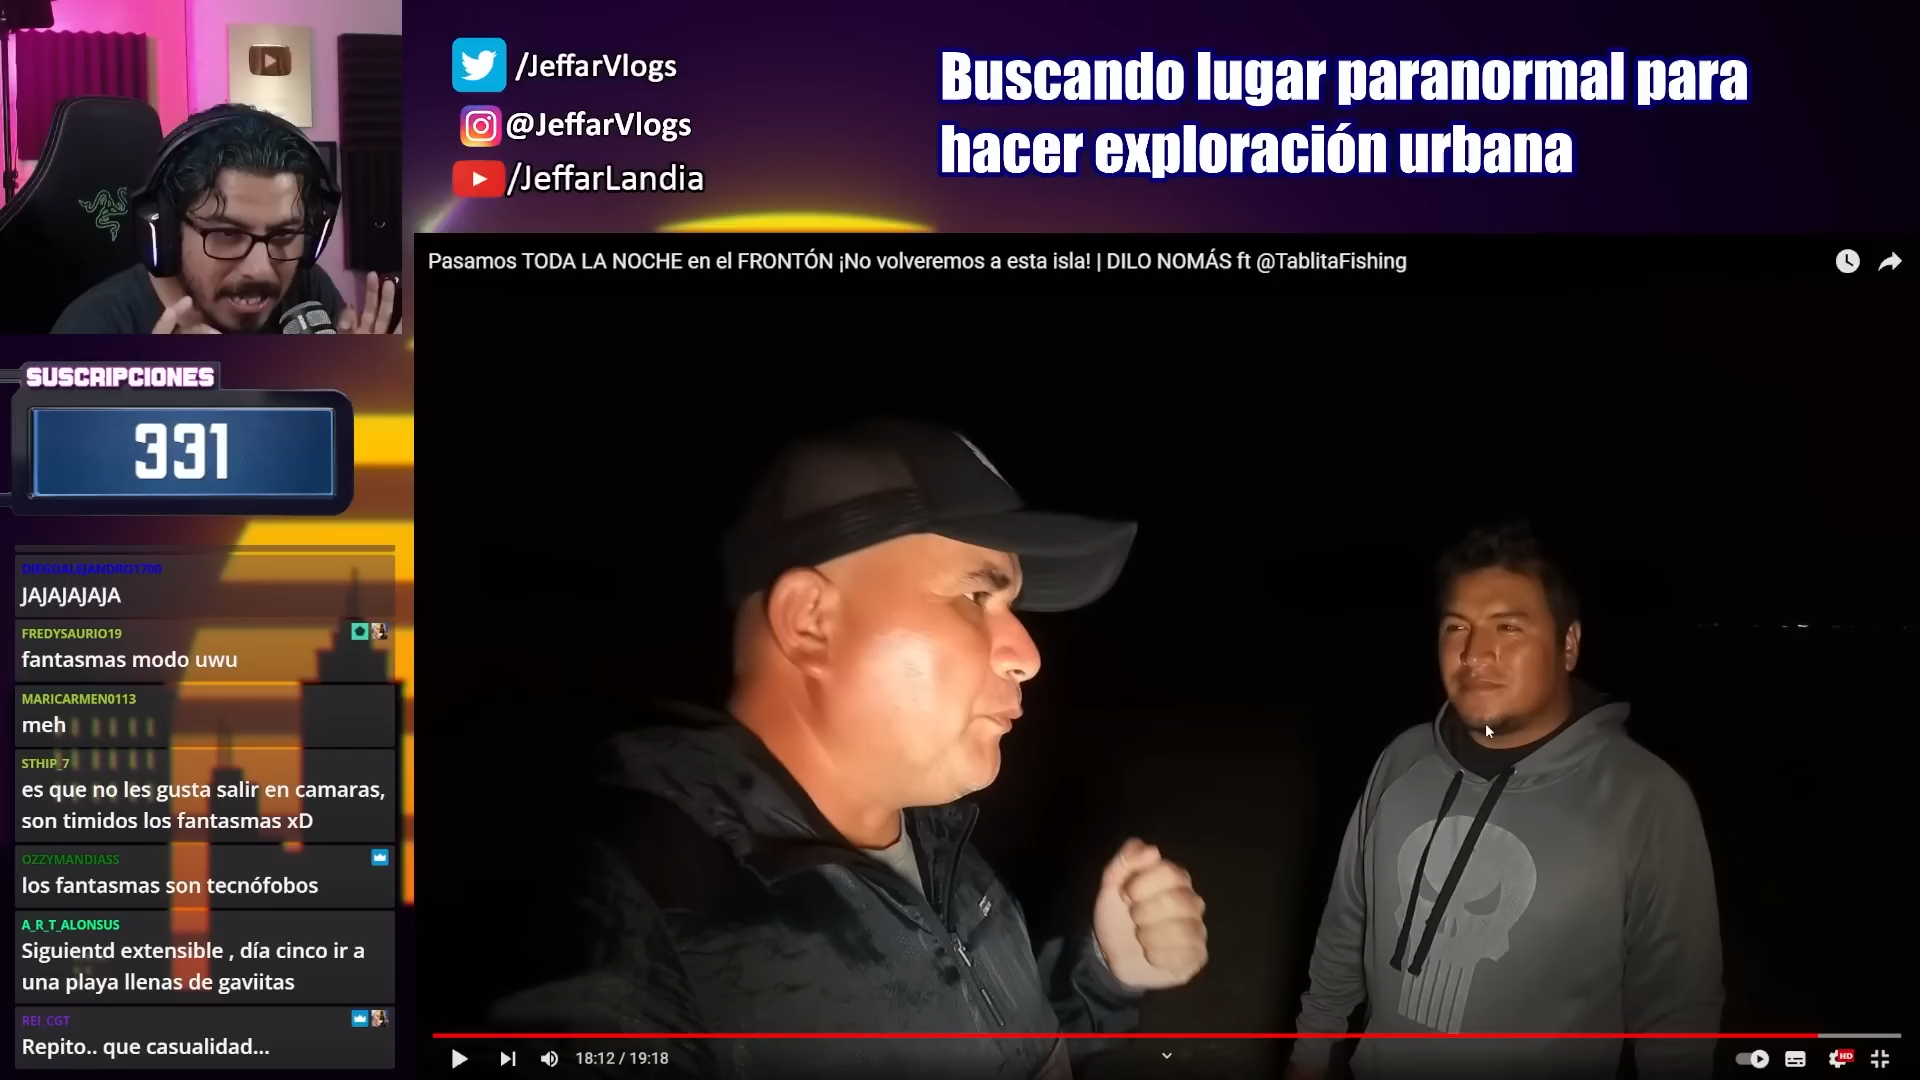 /JeffarVlogs
@JeffarVlogs
/JeffarLandia
Buscando lugar paranormal para
hacer exploración urbana
Pasamos TODA LA NOCHE en el FRONTÓN ¡No volveremos a esta isla! | DILO NOMÁS ft @TablitaFishing
SUSCRIPCIONES
331
DIEGOALEJANDRO1700
JAJAJAJAJA
FREDYSAURIO19
fantasmas modo uwu
MARICARMEN0113
meh
STHIP_7
es que no les gusta salir en camaras,
son timidos los fantasmas xD
OZZYMANDIASS
los fantasmas son tecnófobos
A_R_T_ALONSUS
Siguientd extensible , día cinco ir a
una playa llenas de gaviitas
REI_CGT
Repito.. que casualidad...
18:12 / 19:18
HD